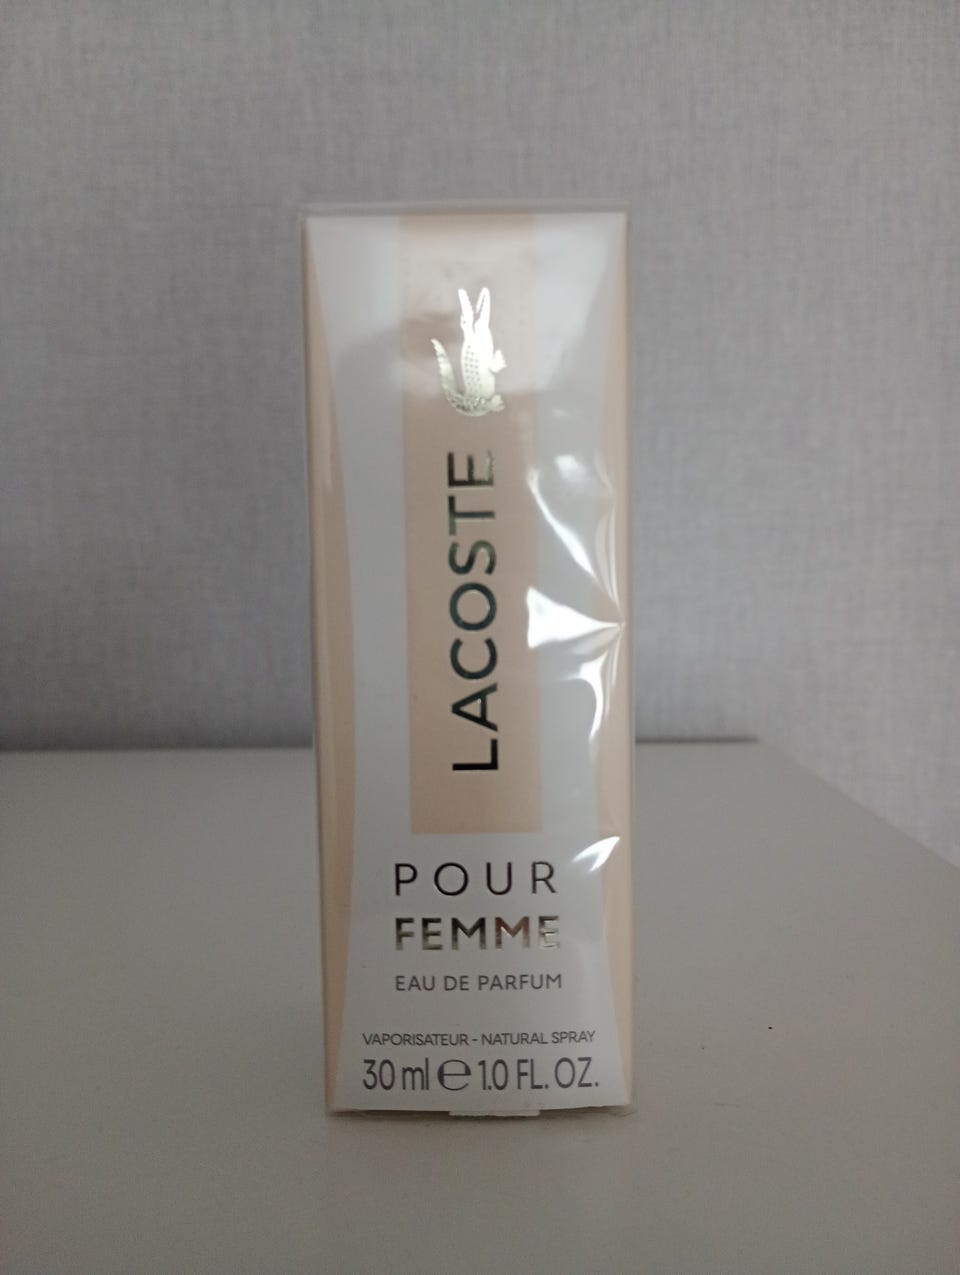 LACOSTE
POUR
FEMME
EAU DE PARFUM
VAPORISATEUR - NATURAL SPRAY
30 ml ℮ 1.0 FL. OZ.